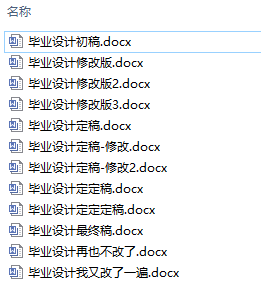 名称
毕业设计初稿.docx
毕业设计修改版.docx
毕业设计修改版2.docx
毕业设计修改版3.docx
毕业设计定稿.docx
毕业设计定稿-修改.docx
毕业设计定稿-修改2.docx
毕业设计定定稿.docx
毕业设计定定定稿.docx
毕业设计最终稿.docx
毕业设计再也不改了.docx
毕业设计我又改了一遍.docx